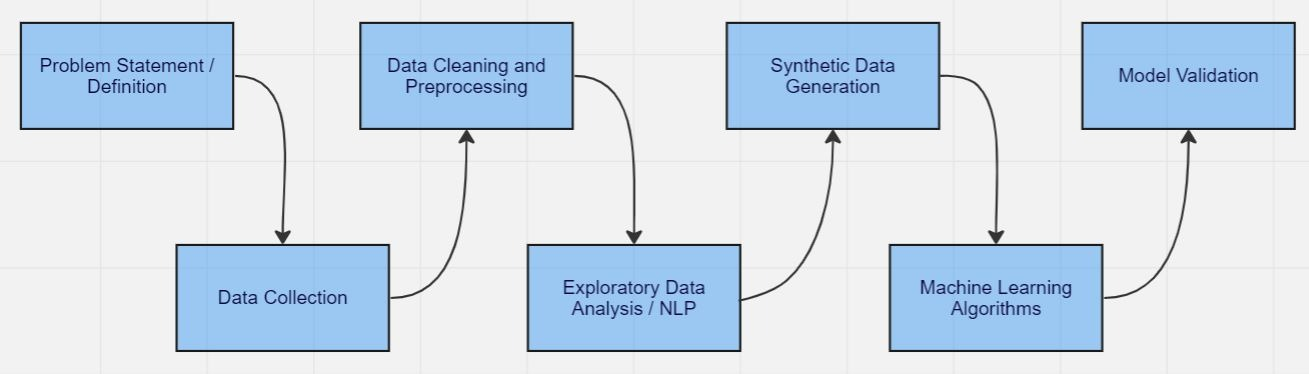 Problem Statement /
Definition
Data Collection
Data Cleaning and
Preprocessing
Exploratory Data
Analysis / NLP
Synthetic Data
Generation
Machine Learning
Algorithms
Model Validation